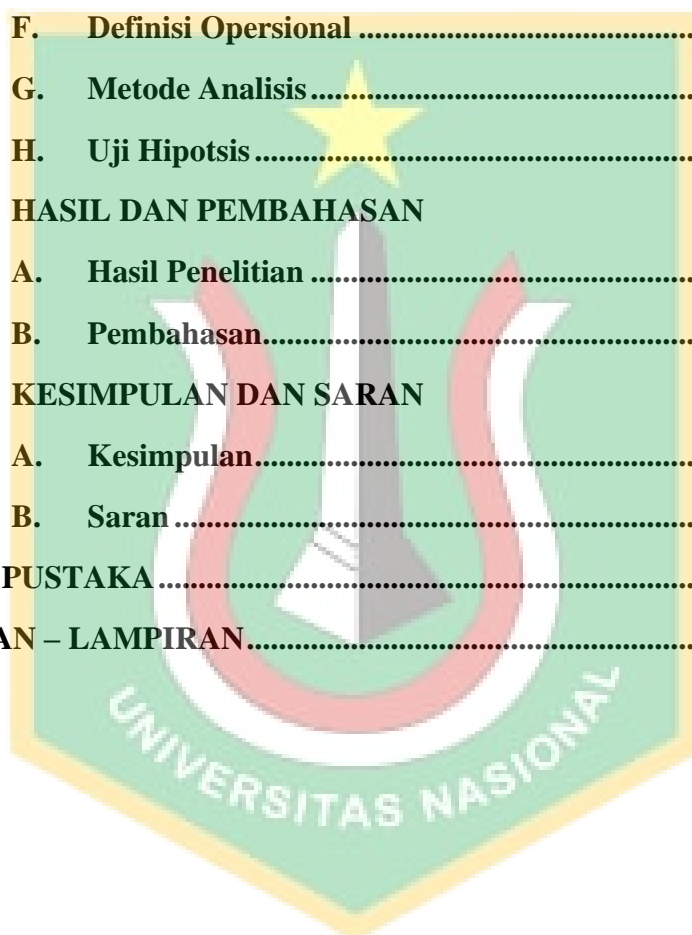 F. Definisi Opersional ........................................
G. Metode Analisis ........................................
H. Uji Hipotsis ........................................
HASIL DAN PEMBAHASAN
A. Hasil Penelitian ........................................
B. Pembahasan ........................................
KESIMPULAN DAN SARAN
A. Kesimpulan ........................................
B. Saran ........................................
PUSTAKA ........................................
AN – LAMPIRAN ........................................
UNIVERSITAS NASIONAL